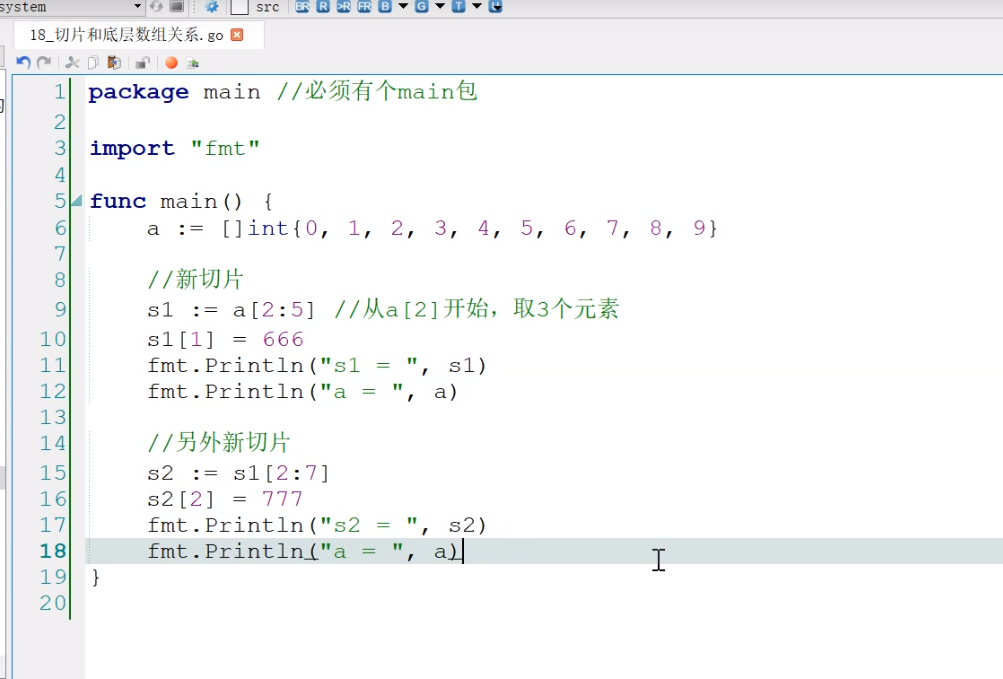 system src BR R >R FR B G T
18_切片和底层数组关系.go
1 package main //必须有个main包
2
3 import "fmt"
4
5 func main() {
6 a := []int{0, 1, 2, 3, 4, 5, 6, 7, 8, 9}
7
8 //新切片
9 s1 := a[2:5] //从a[2]开始，取3个元素
10 s1[1] = 666
11 fmt.Println("s1 = ", s1)
12 fmt.Println("a = ", a)
13
14 //另外新切片
15 s2 := s1[2:7]
16 s2[2] = 777
17 fmt.Println("s2 = ", s2)
18 fmt.Println("a = ", a)
19 }
20